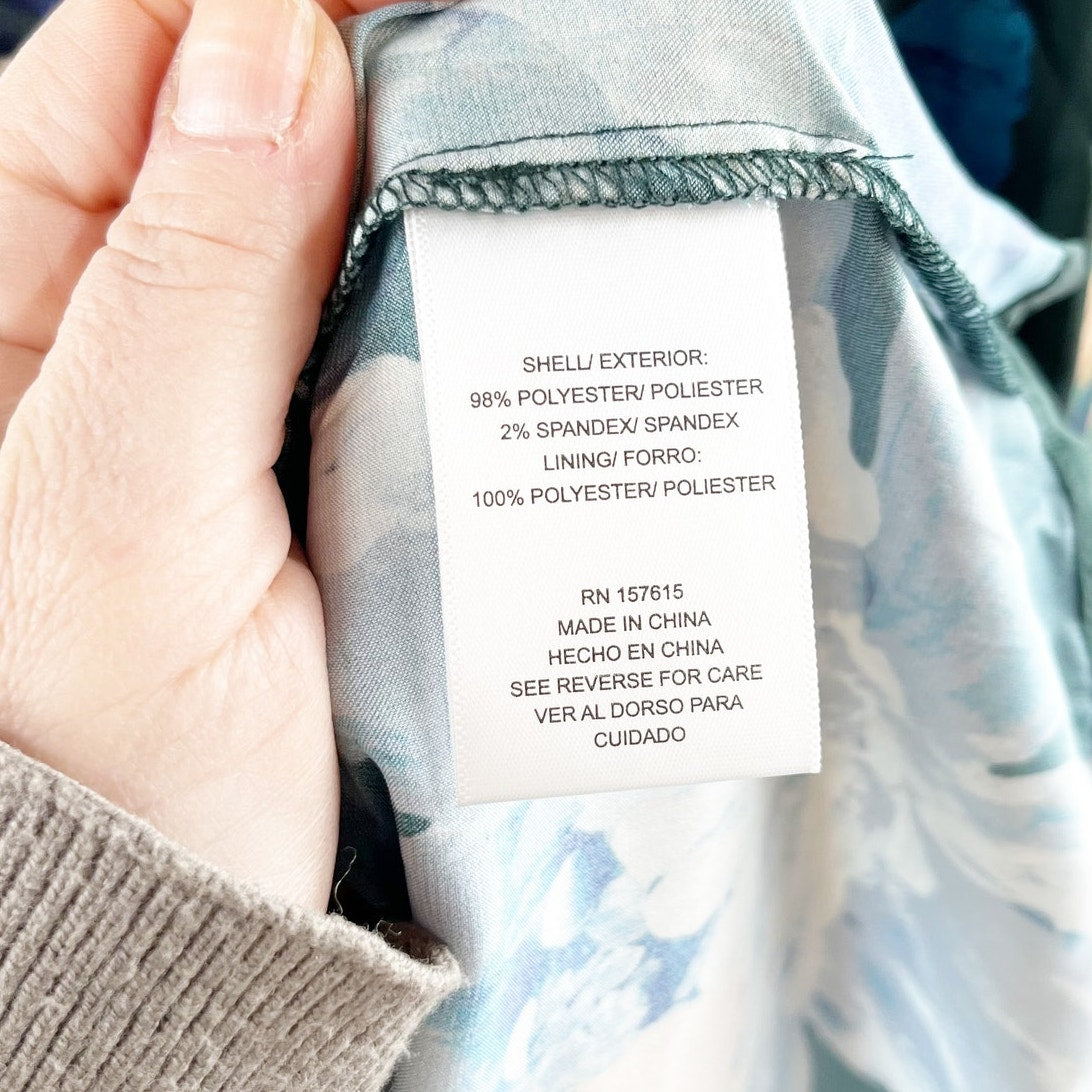 SHELL/ EXTERIOR:
98% POLYESTER/ POLIESTER
2% SPANDEX/ SPANDEX
LINING/ FORRO:
100% POLYESTER/ POLIESTER
RN 157615
MADE IN CHINA
HECHO EN CHINA
SEE REVERSE FOR CARE
VER AL DORSO PARA
CUIDADO